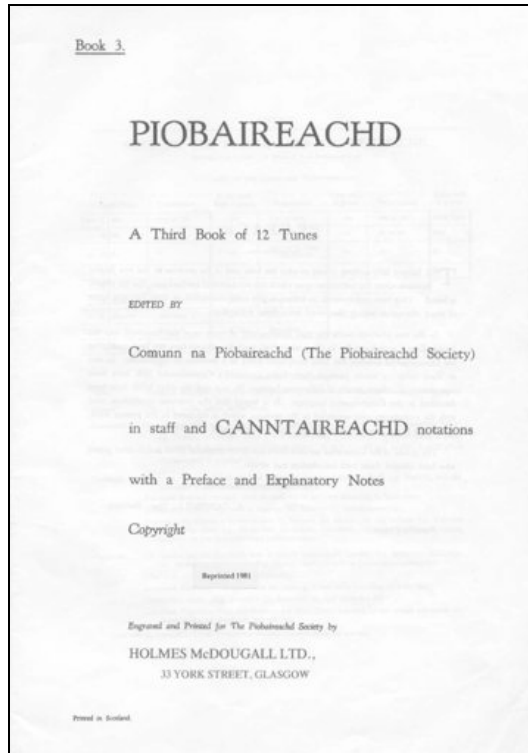 Book 3.
PIOBAIREACHD
A Third Book of 12 Tunes
EDITED BY
Comunn na Piobaireachd (The Piobaireachd Society)
in staff and CANNTAIREACHD notations
with a Preface and Explanatory Notes
Copyright
Reprinted 1981
Engraved and Printed for The Piobaireachd Society by
HOLMES McDOUGALL LTD.,
33 YORK STREET, GLASGOW
Printed in Scotland